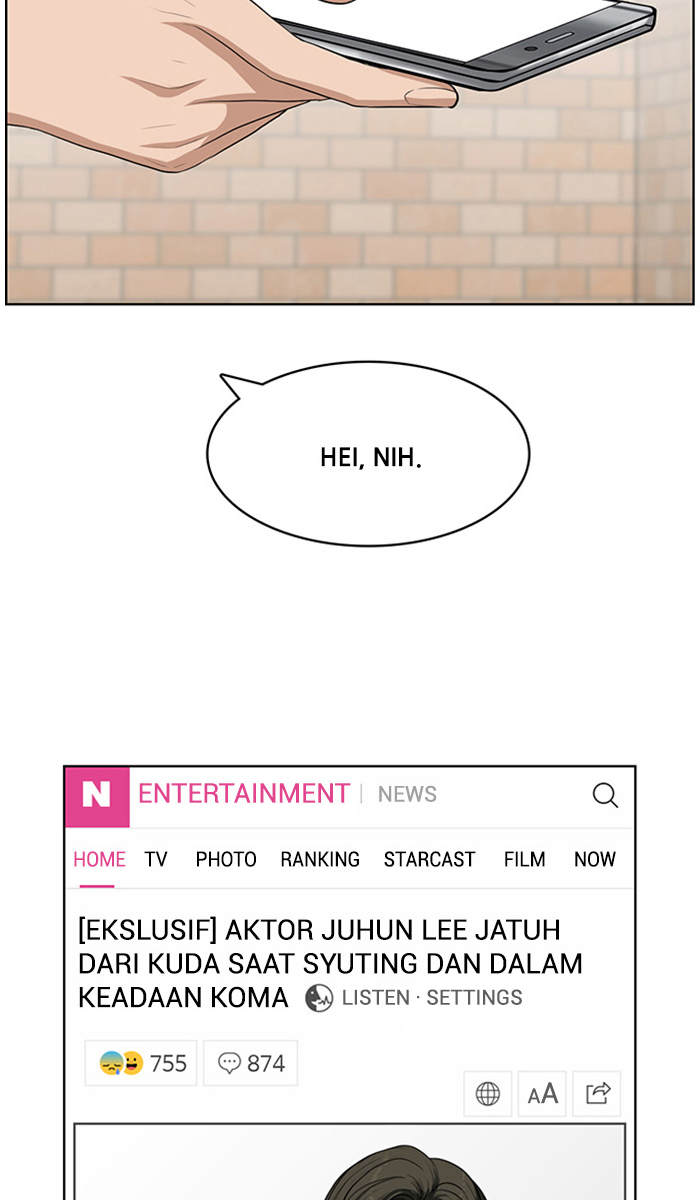 HEI, NIH.
N ENTERTAINMENT | NEWS
HOME TV PHOTO RANKING STARCAST FILM NOW
[EKSLUSIF] AKTOR JUHUN LEE JATUH
DARI KUDA SAAT SYUTING DAN DALAM
KEADAAN KOMA LISTEN · SETTINGS
755 874
AA